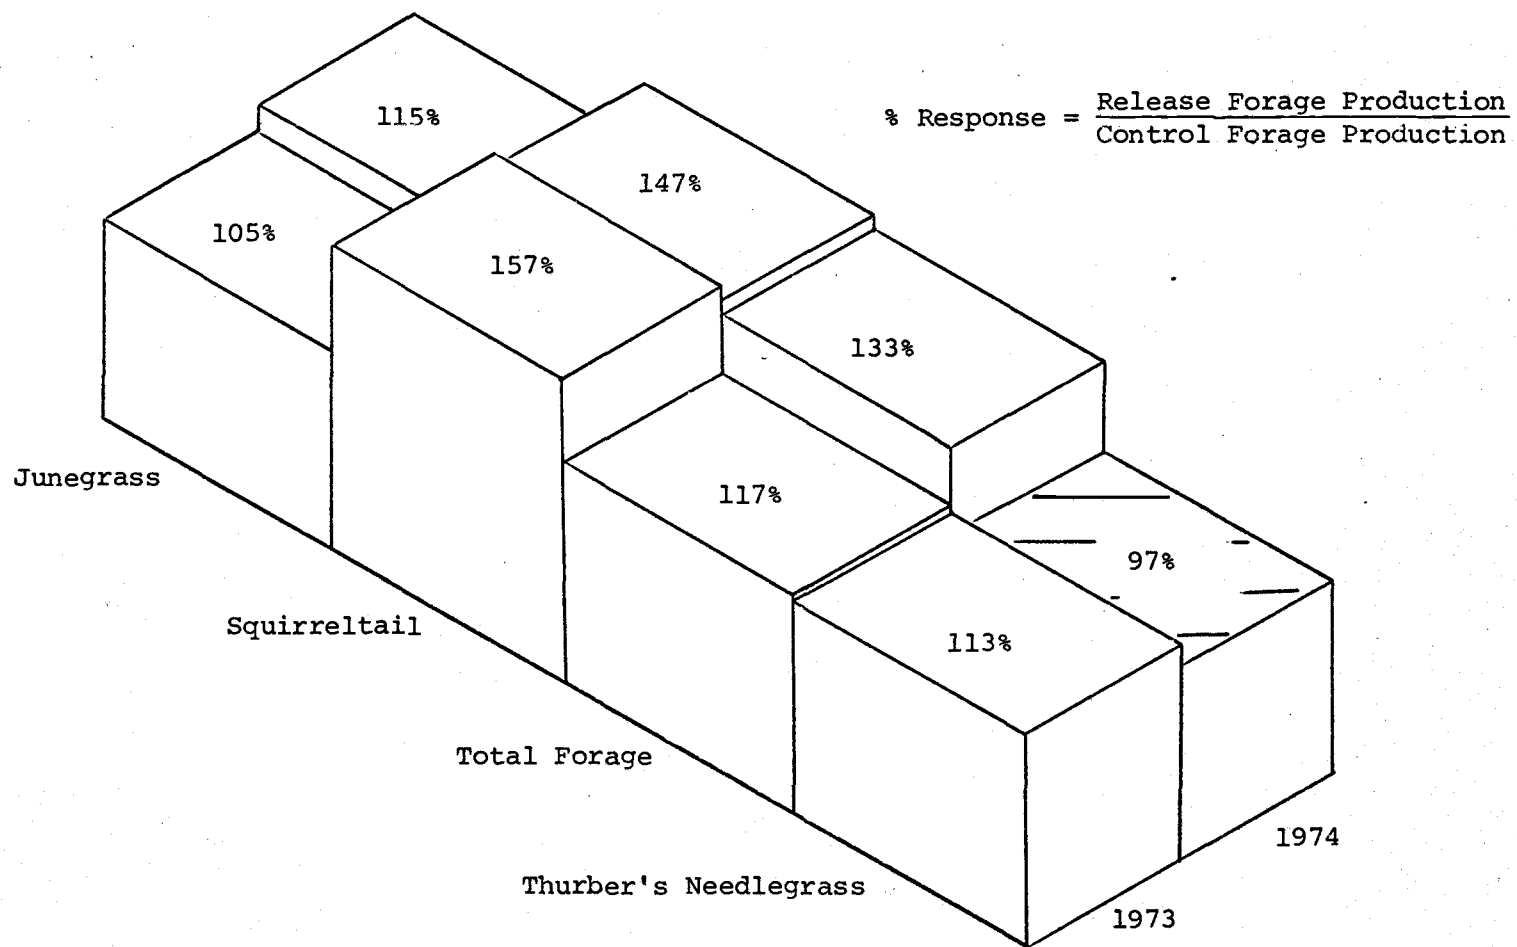 115%
% Response = Release Forage Production
Control Forage Production
147%
105%
157%
133%
Junegrass
117%
97%
Squirreltail
113%
Total Forage
1974
Thurber's Needlegrass
1973